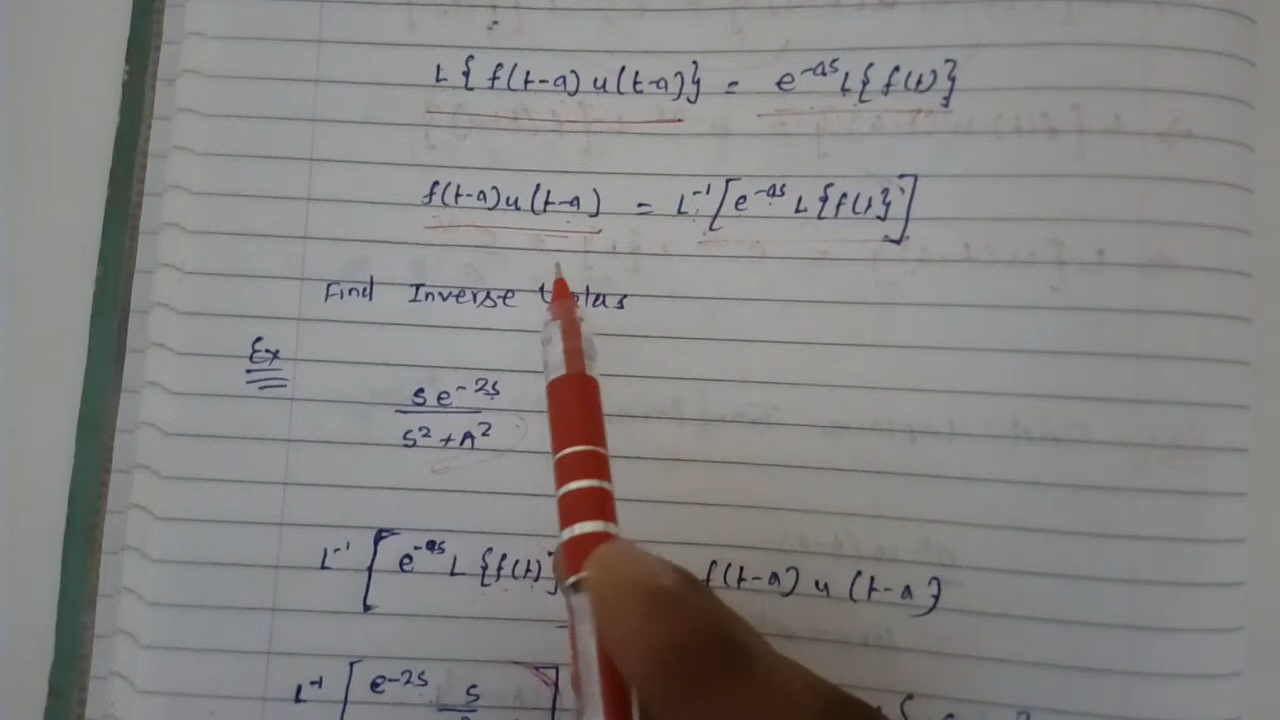 L{f(t-a) u(t-a)} = e^-as L{f(t)}
f(t-a)u(t-a) = L^-1[e^-as L{f(t)}]
Find Inverse
Ex
s e^-2s
s^2 + A^2
L^-1[e^-as L{f(t)} f(t-a) u(t-a)}
L^-1[e^-2s s